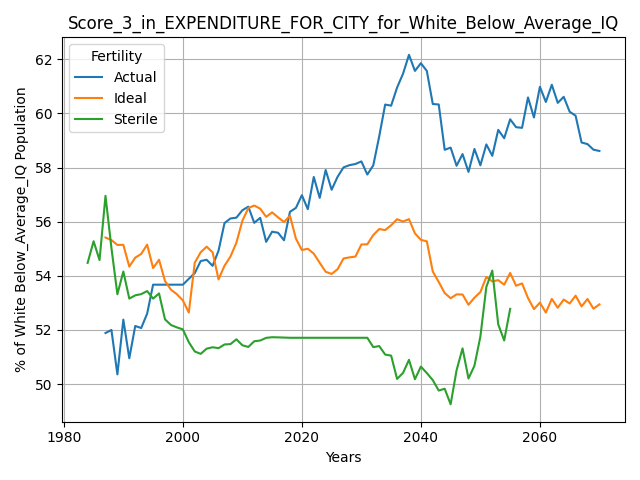 Score_3_in_EXPENDITURE_FOR_CITY_for_White_Below_Average_IQ
Fertility
Actual
Ideal
Sterile
% of White Below_Average_IQ Population
62
60
58
56
54
52
50
1980
2000
2020
2040
2060
Years